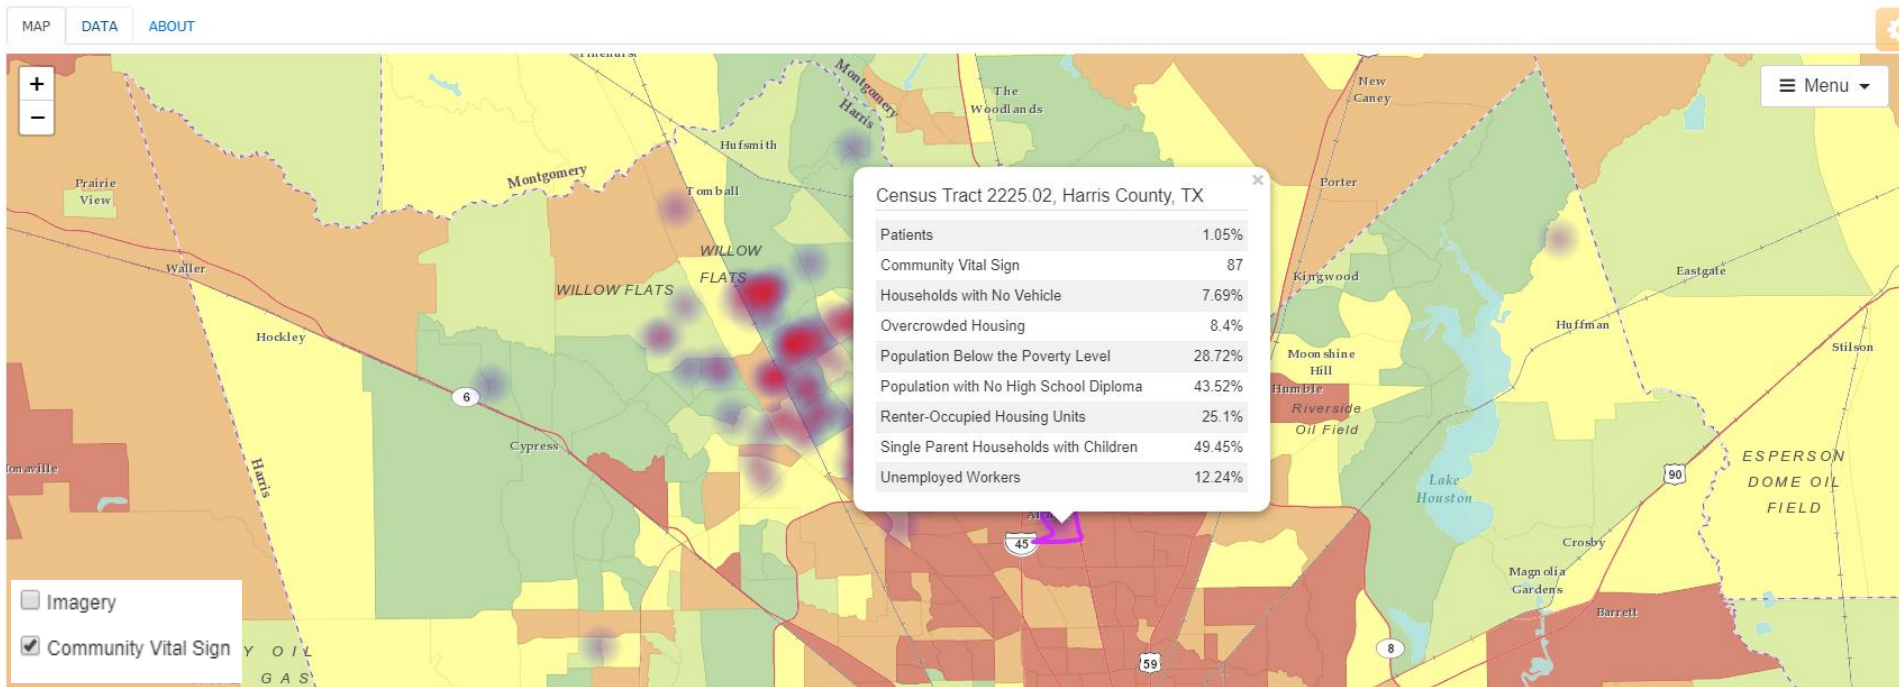 MAP DATA ABOUT
+
−
Menu
Montgomery
Harris
The
Woodlands
New
Caney
Hufsmith
Montgomery
Prairie
View
Tomball
Porter
WILLOW
FLATS
WILLOW FLATS
Waller
Hockley
Kingwood
Eastgate
Huffman
Stilson
Moonshine
Hill
Humble
Riverside
Oil Field
6
Cypress
Harris
Census Tract 2225.02, Harris County, TX
×
Patients 1.05%
Community Vital Sign 87
Households with No Vehicle 7.69%
Overcrowded Housing 8.4%
Population Below the Poverty Level 28.72%
Population with No High School Diploma 43.52%
Renter-Occupied Housing Units 25.1%
Single Parent Households with Children 49.45%
Unemployed Workers 12.24%
90
ESPERSON
DOME OIL
FIELD
Lake
Houston
45
Crosby
Magnolia
Gardens
Barrett
8
59
Imagery
Community Vital Sign
Y OIL
GAS